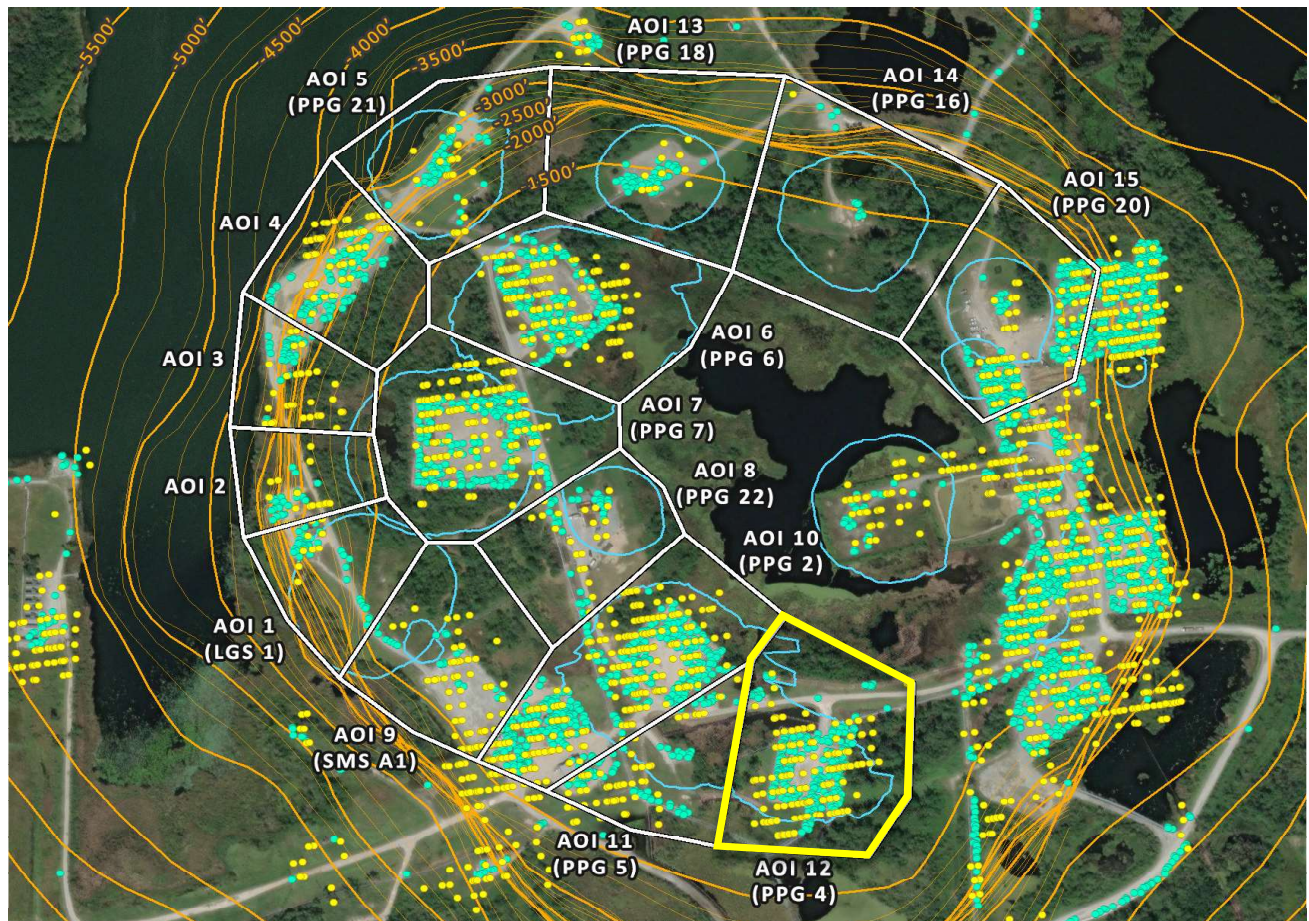 -5500'
-5000'
-4500'
-4000'
-3500'
-3000'
-2500'
-2000'
-1500'
AOI 13
(PPG 18)
AOI 14
(PPG 16)
AOI 5
(PPG 21)
AOI 15
(PPG 20)
AOI 4
AOI 3
AOI 6
(PPG 6)
AOI 7
(PPG 7)
AOI 2
AOI 8
(PPG 22)
AOI 10
(PPG 2)
AOI 1
(LGS 1)
AOI 9
(SMS A1)
AOI 11
(PPG 5)
AOI 12
(PPG 4)